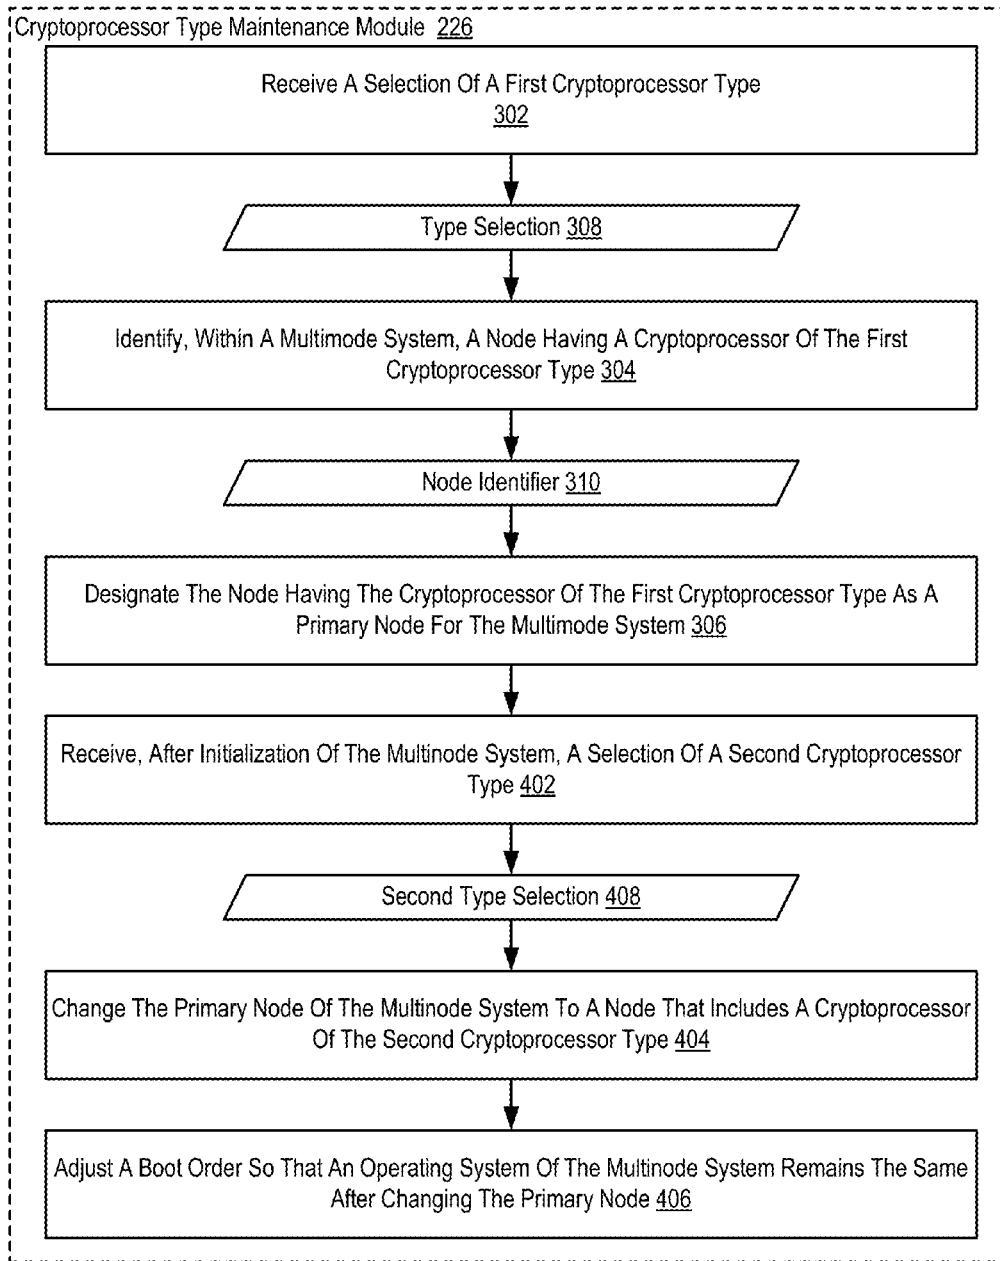 Cryptoprocessor Type Maintenance Module 226
Receive A Selection Of A First Cryptoprocessor Type
302
Type Selection 308
Identify, Within A Multimode System, A Node Having A Cryptoprocessor Of The First
Cryptoprocessor Type 304
Node Identifier 310
Designate The Node Having The Cryptoprocessor Of The First Cryptoprocessor Type As A
Primary Node For The Multimode System 306
Receive, After Initialization Of The Multinode System, A Selection Of A Second Cryptoprocessor
Type 402
Second Type Selection 408
Change The Primary Node Of The Multinode System To A Node That Includes A Cryptoprocessor
Of The Second Cryptoprocessor Type 404
Adjust A Boot Order So That An Operating System Of The Multinode System Remains The Same
After Changing The Primary Node 406